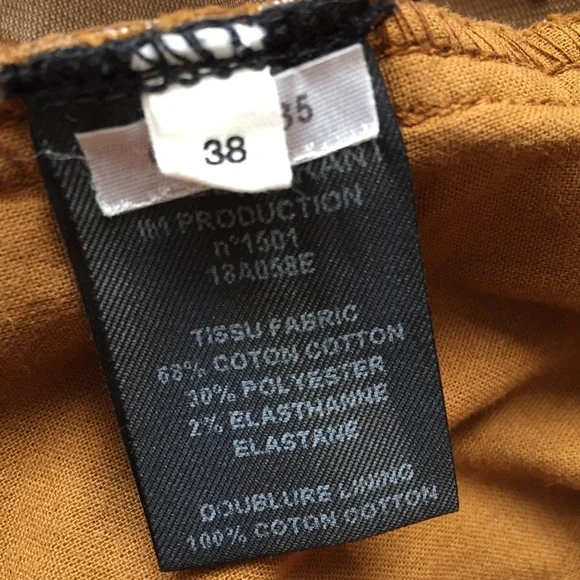 35
38
IM PRODUCTION
n°1501
18A058E
TISSU FABRIC
68% COTON COTTON
30% POLYESTER
2% ELASTHANNE
ELASTANE
DOUBLURE LINING
100% COTON COTTON